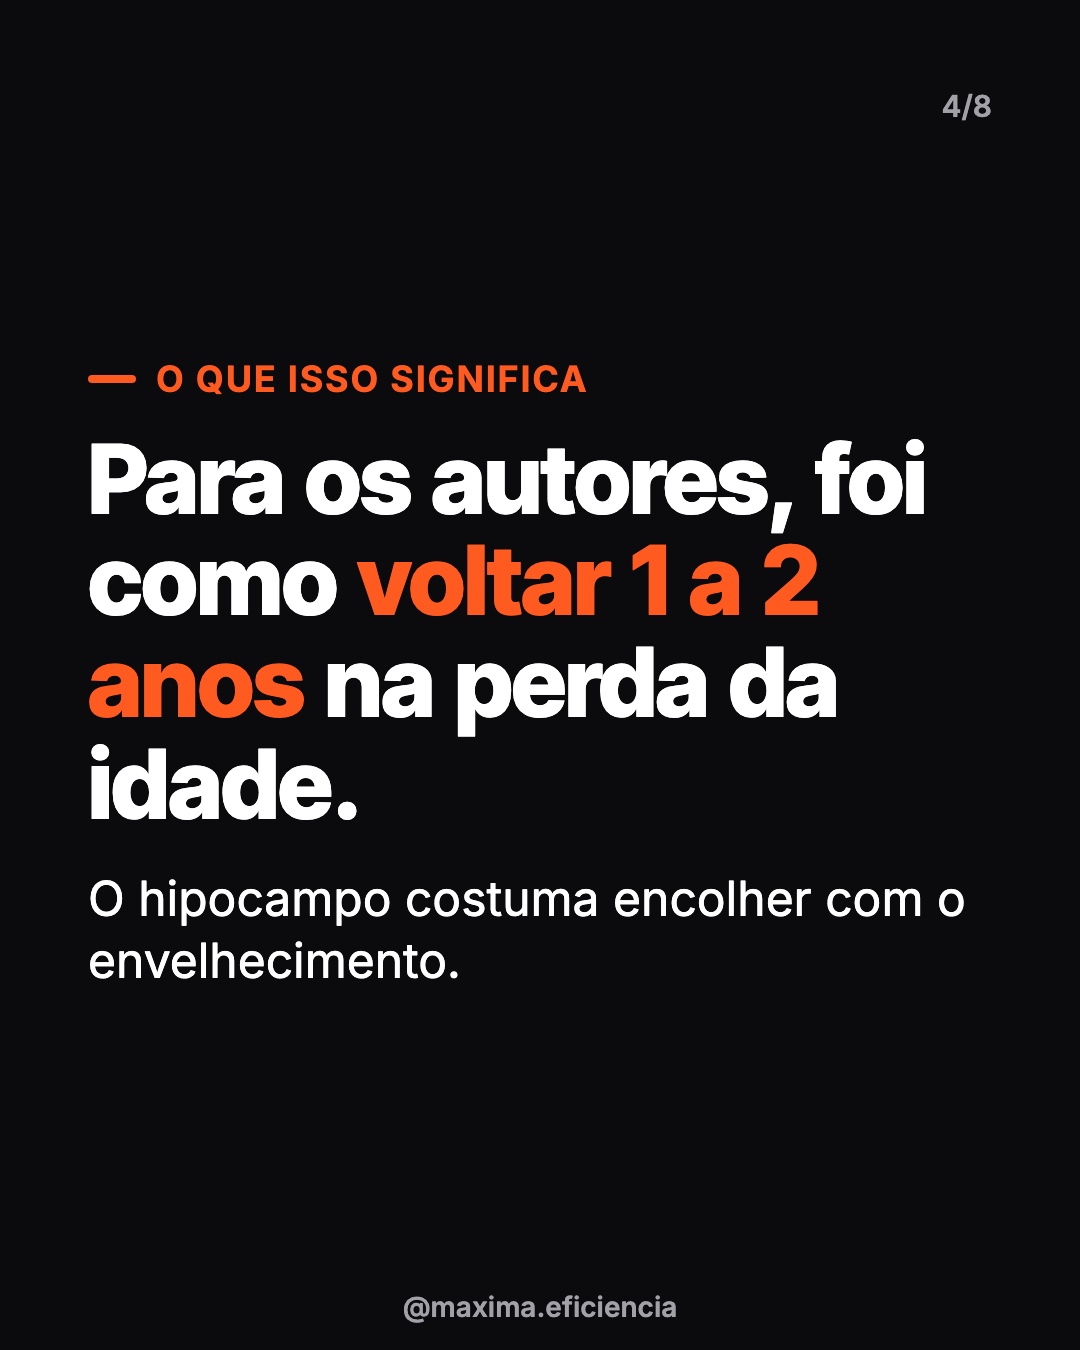 4/8
O QUE ISSO SIGNIFICA
Para os autores, foi
como voltar 1 a 2
anos na perda da
idade.
O hipocampo costuma encolher com o
envelhecimento.
@maxima.eficiencia